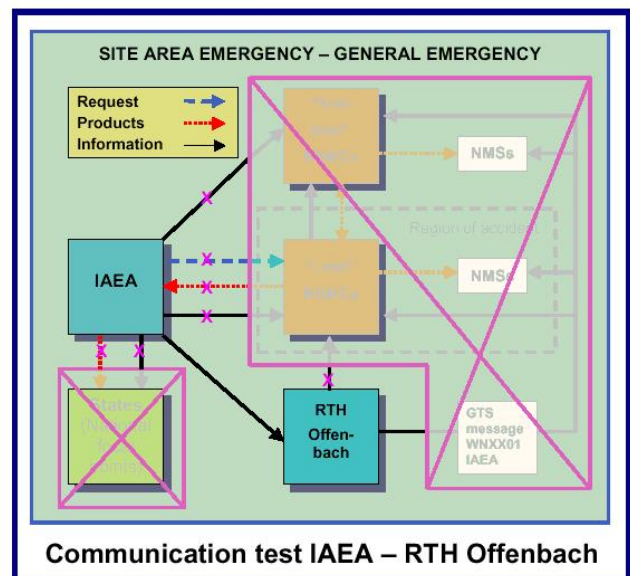 SITE AREA EMERGENCY – GENERAL EMERGENCY
Request
Products
Information
NMSs
Region of accident
IAEA
NMSs
States
RTH
Offen-
bach
GTS
message
WNXX01
IAEA
Communication test IAEA – RTH Offenbach